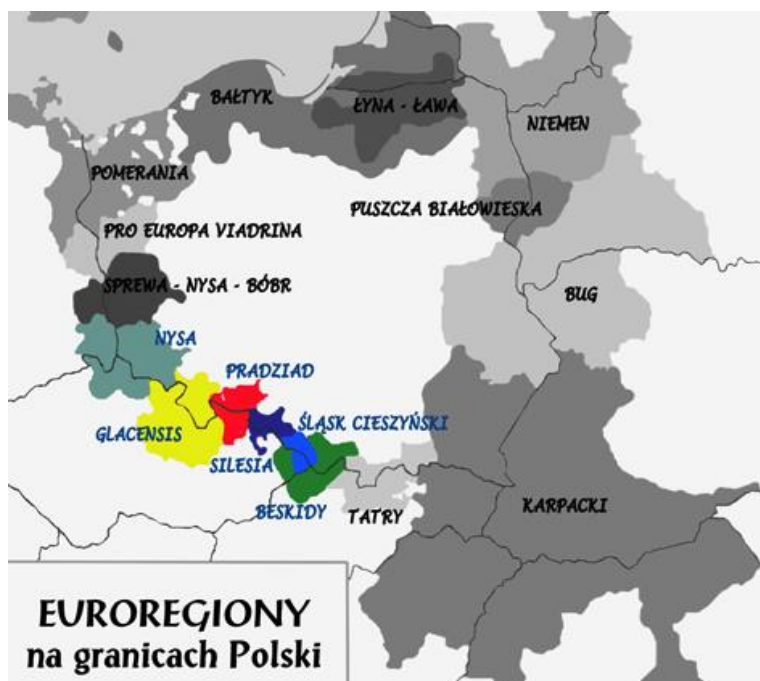 BAŁTYK
ŁYNA - ŁAWA
NIEMEN
POMERANIA
PUSZCZA BIAŁOWIESKA
PRO EUROPA VIADRINA
SPREWA - NYSA - BÓBR
BUG
NYSA
PRADZIAD
GLACENSIS
ŚLĄSK CIESZYŃSKI
SILESIA
BESKIDY
TATRY
KARPACKI
EUROREGIONY
na granicach Polski